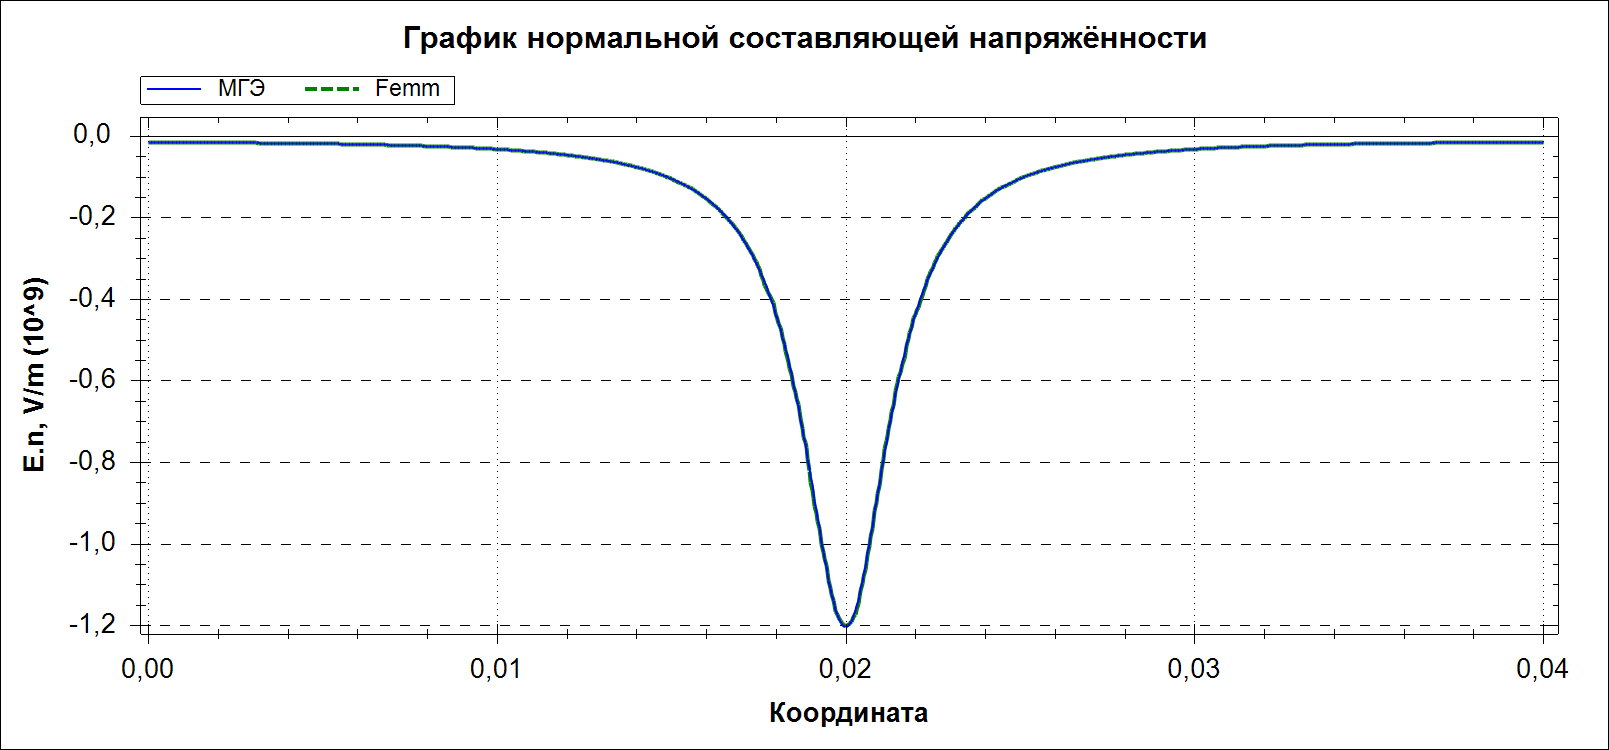 График нормальной составляющей напряжённости
МГЭ Femm
0,0
-0,2
-0,4
-0,6
-0,8
-1,0
-1,2
E.n, V/m (10^9)
0,00 0,01 0,02 0,03 0,04
Координата